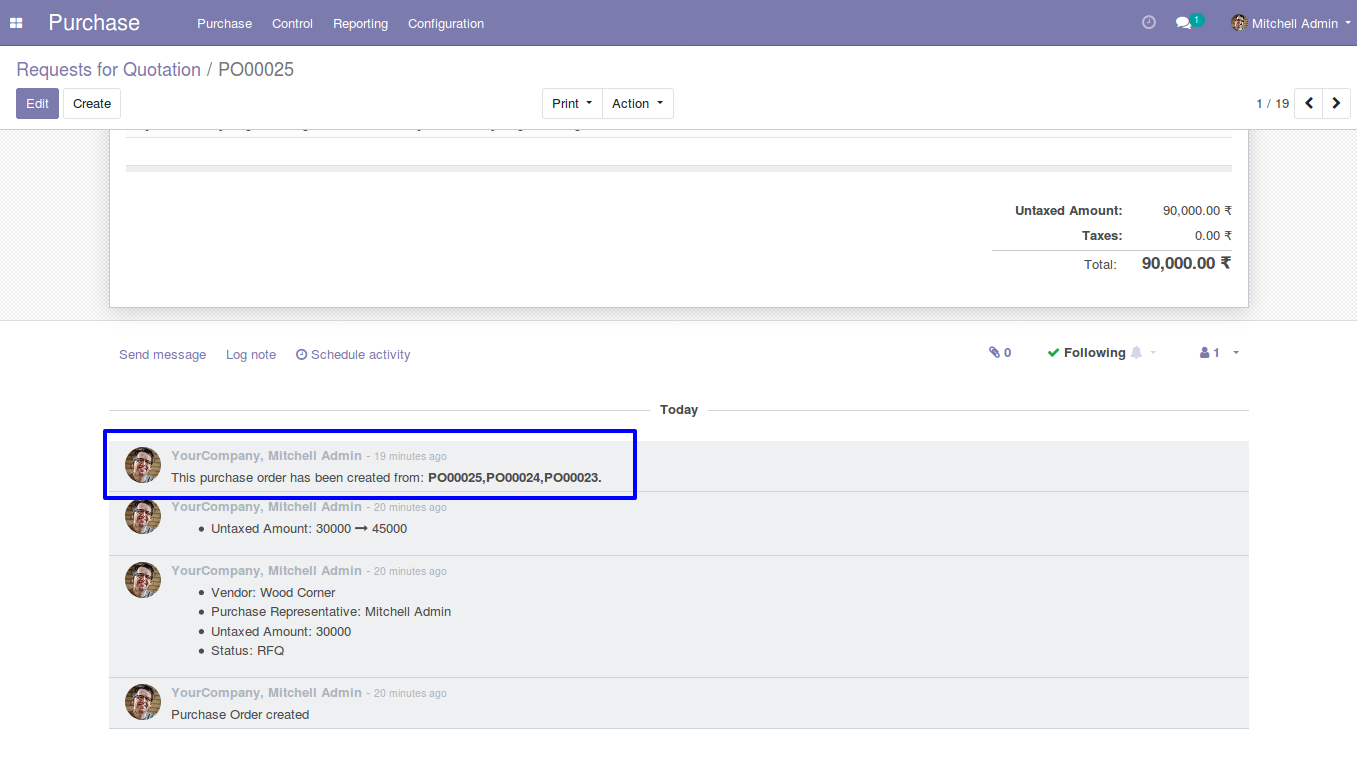 Purchase Purchase Control Reporting Configuration 1 Mitchell Admin
Requests for Quotation / PO00025
Edit Create Print Action 1 / 19
Untaxed Amount: 90,000.00 ₹
Taxes: 0.00 ₹
Total: 90,000.00 ₹
Send message Log note Schedule activity 0 Following 1
Today
YourCompany, Mitchell Admin - 19 minutes ago
This purchase order has been created from: PO00025,PO00024,PO00023.
YourCompany, Mitchell Admin - 20 minutes ago
• Untaxed Amount: 30000 → 45000
YourCompany, Mitchell Admin - 20 minutes ago
• Vendor: Wood Corner
• Purchase Representative: Mitchell Admin
• Untaxed Amount: 30000
• Status: RFQ
YourCompany, Mitchell Admin - 20 minutes ago
Purchase Order created